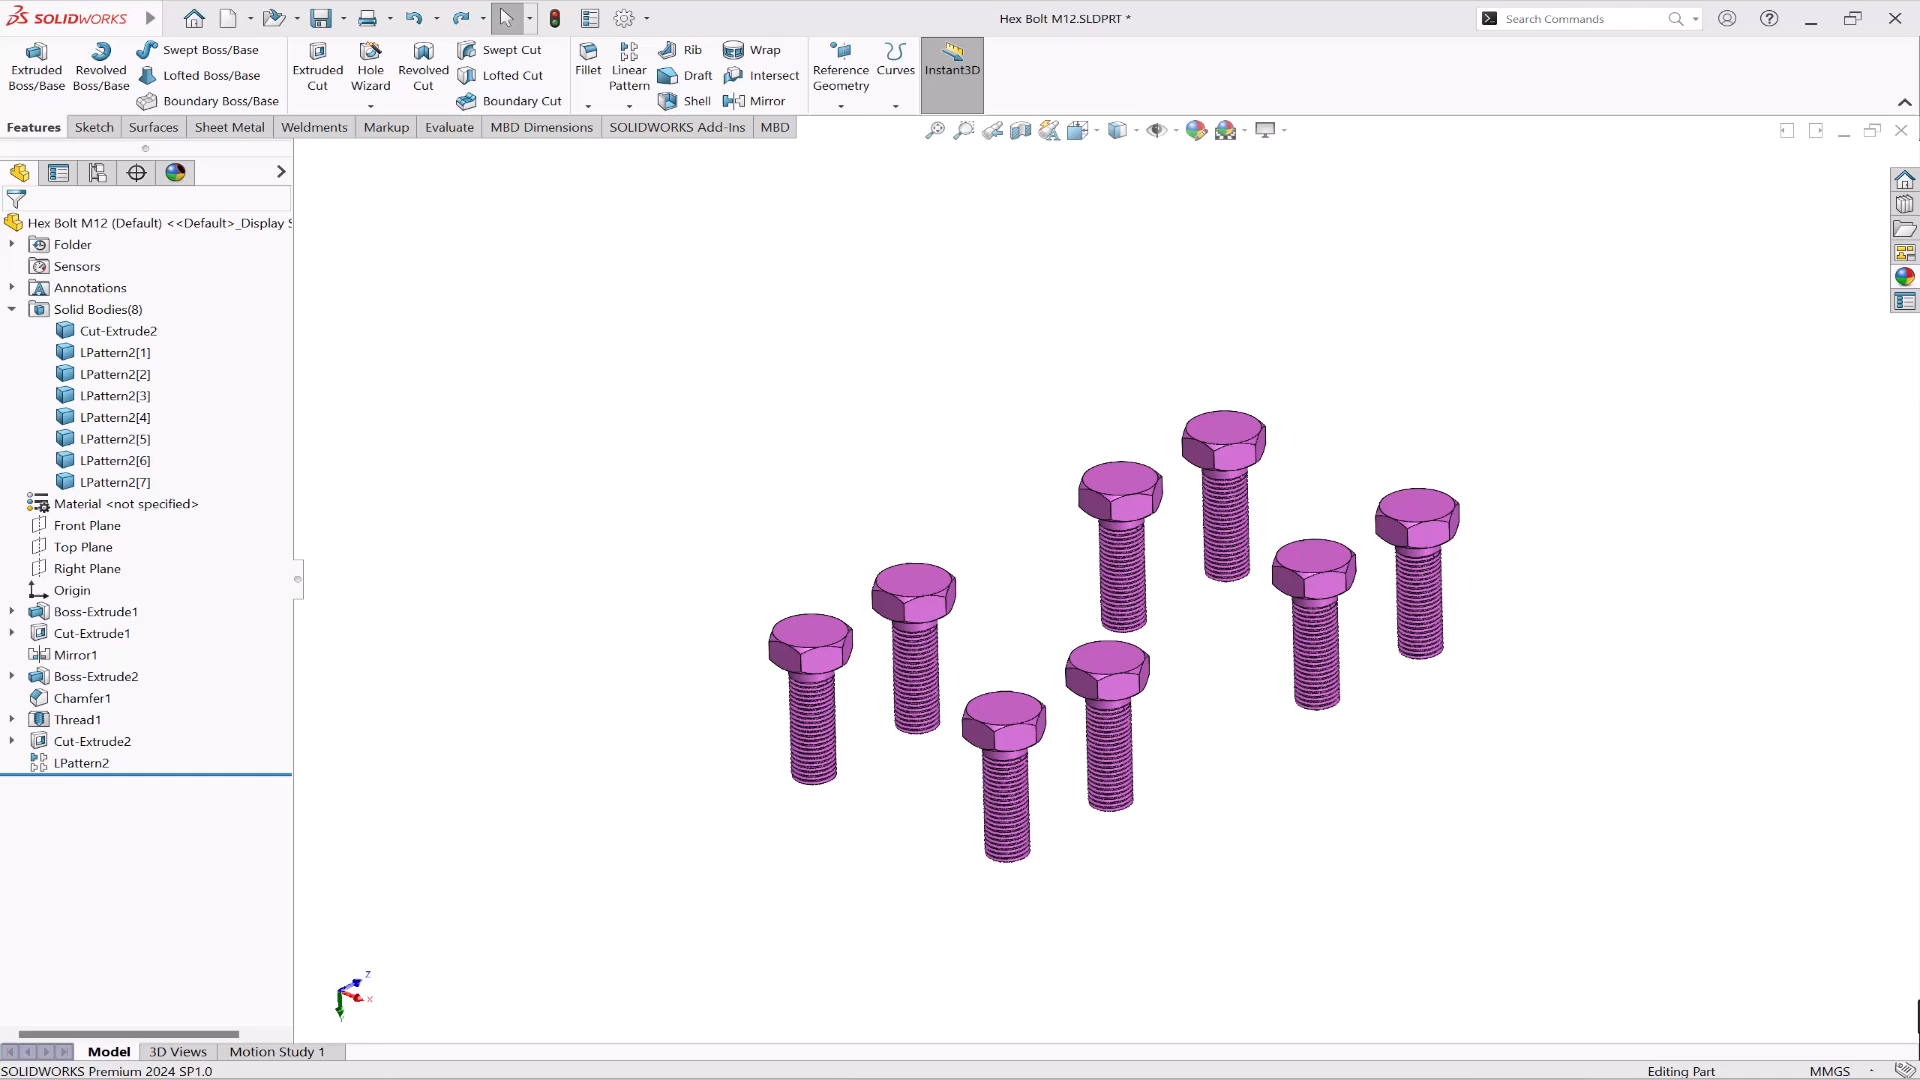 SOLIDWORKS
Hex Bolt M12.SLDPRT *
Search Commands
Extruded Boss/Base
Revolved Boss/Base
Swept Boss/Base
Lofted Boss/Base
Boundary Boss/Base
Extruded Cut
Hole Wizard
Revolved Cut
Swept Cut
Lofted Cut
Boundary Cut
Fillet
Linear Pattern
Rib
Draft
Shell
Wrap
Intersect
Mirror
Reference Geometry
Curves
Instant3D
Features
Sketch
Surfaces
Sheet Metal
Weldments
Markup
Evaluate
MBD Dimensions
SOLIDWORKS Add-Ins
MBD
Hex Bolt M12 (Default) <<Default>_Display S
Folder
Sensors
Annotations
Solid Bodies(8)
Cut-Extrude2
LPattern2[1]
LPattern2[2]
LPattern2[3]
LPattern2[4]
LPattern2[5]
LPattern2[6]
LPattern2[7]
Material <not specified>
Front Plane
Top Plane
Right Plane
Origin
Boss-Extrude1
Cut-Extrude1
Mirror1
Boss-Extrude2
Chamfer1
Thread1
Cut-Extrude2
LPattern2
Z
X
Y
Model
3D Views
Motion Study 1
SOLIDWORKS Premium 2024 SP1.0
Editing Part
MMGS